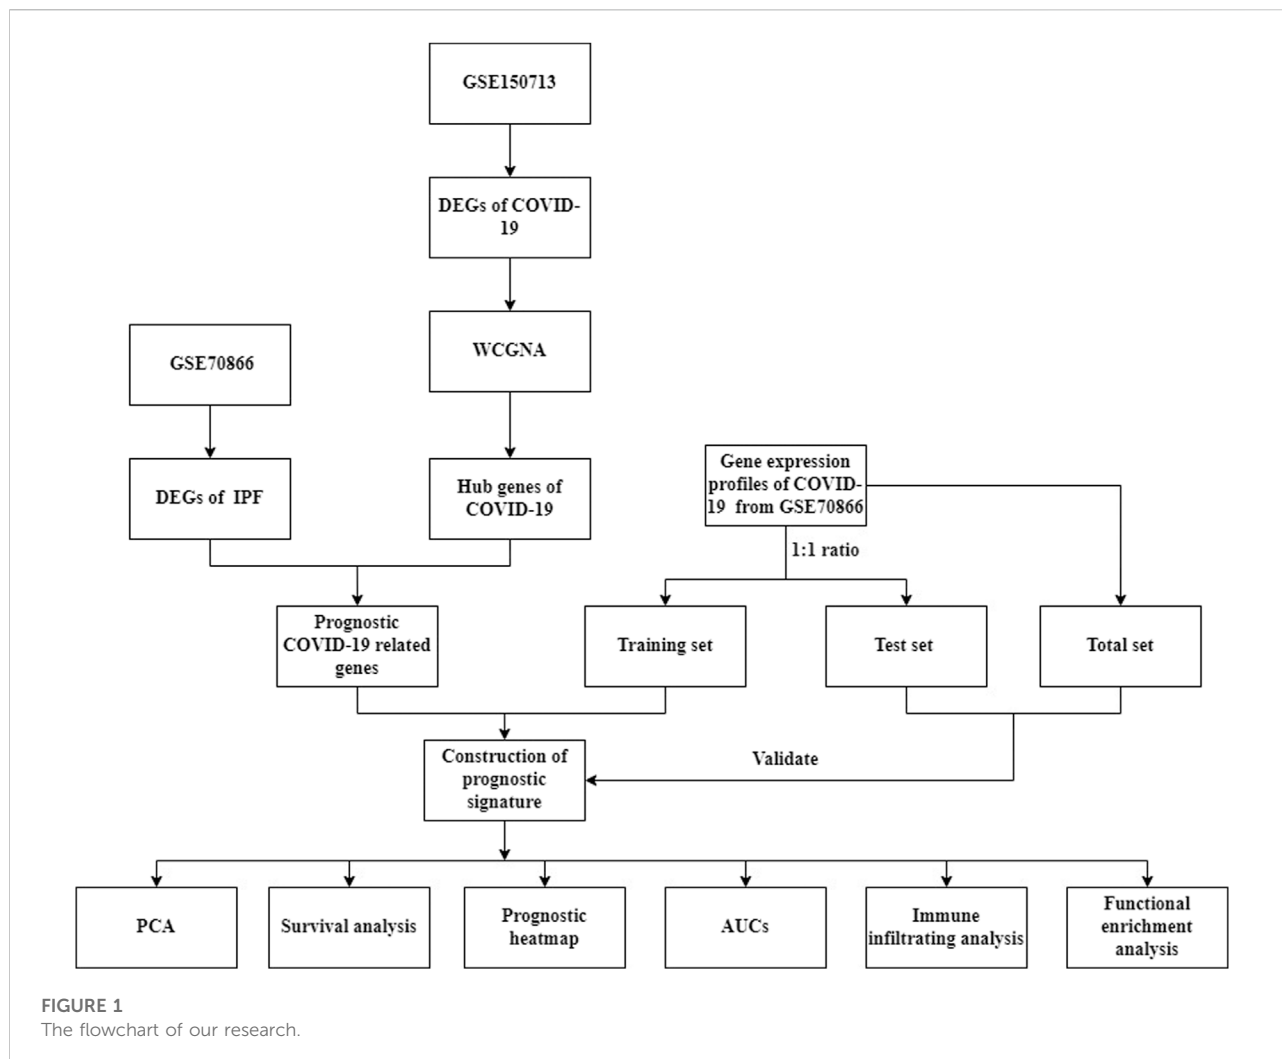 GSE150713
DEGs of COVID-
19
WCGNA
GSE70866
DEGs of IPF
Hub genes of
COVID-19
Gene expression
profiles of COVID-
19 from GSE70866
1:1 ratio
Prognostic
COVID-19 related
genes
Training set
Test set
Total set
Construction of
prognostic
signature
Validate
PCA
Survival analysis
Prognostic
heatmap
AUCs
Immune
infiltrating analysis
Functional
enrichment
analysis
FIGURE 1
The flowchart of our research.